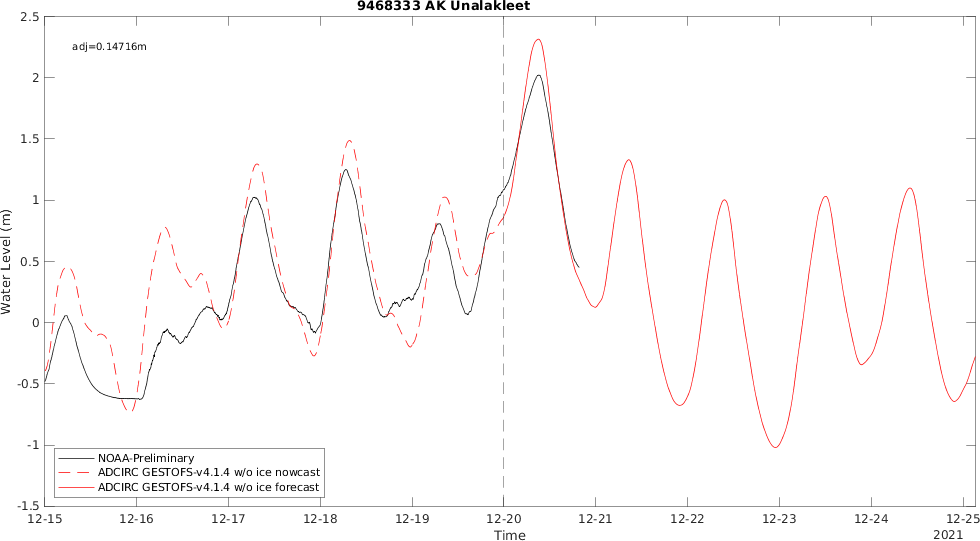 9468333 AK Unalakleet
adj=0.14716m
Water Level (m)
2.5
2
1.5
1
0.5
0
-0.5
-1
-1.5
NOAA-Preliminary
ADCIRC GESTOFS-v4.1.4 w/o ice nowcast
ADCIRC GESTOFS-v4.1.4 w/o ice forecast
12-15 12-16 12-17 12-18 12-19 12-20 12-21 12-22 12-23 12-24 12-25
Time
2021